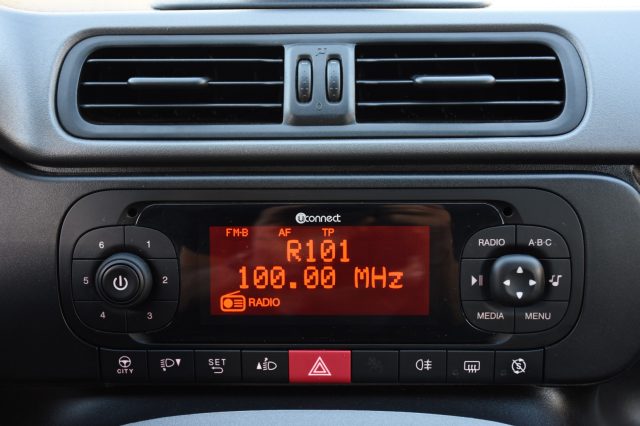 uconnect
FM-B AF TP
R101
100.00 MHz
RADIO
6 1
5 2
4 3
RADIO A·B·C
MEDIA MENU
CITY
SET